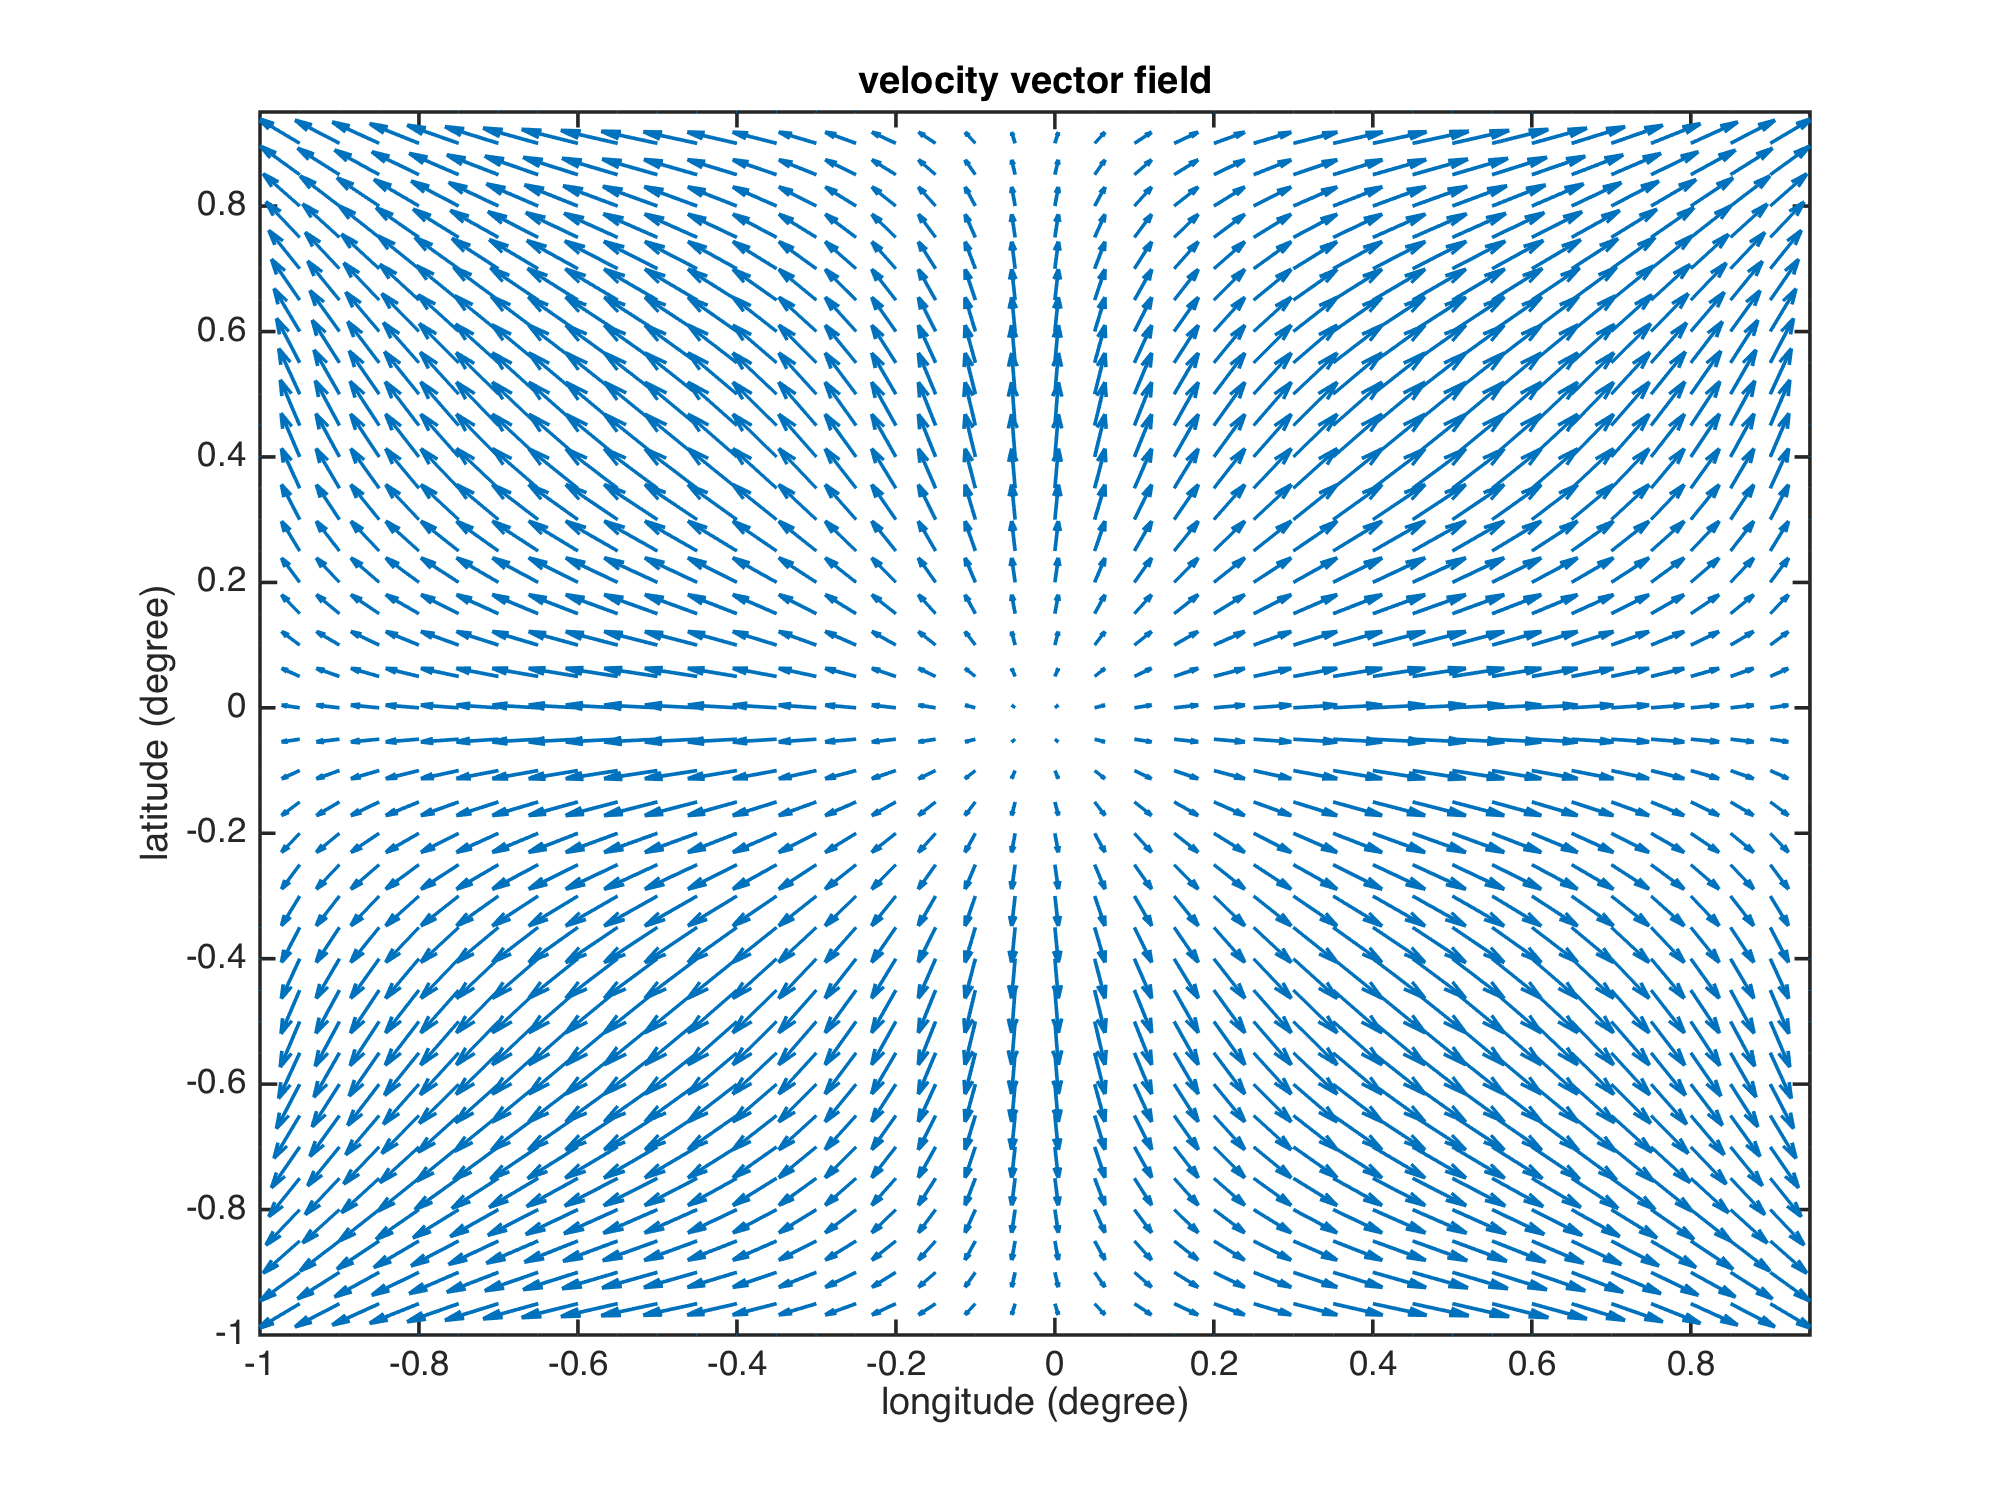 velocity vector field
latitude (degree)
0.8
0.6
0.4
0.2
0
-0.2
-0.4
-0.6
-0.8
-1
-1 -0.8 -0.6 -0.4 -0.2 0 0.2 0.4 0.6 0.8
longitude (degree)